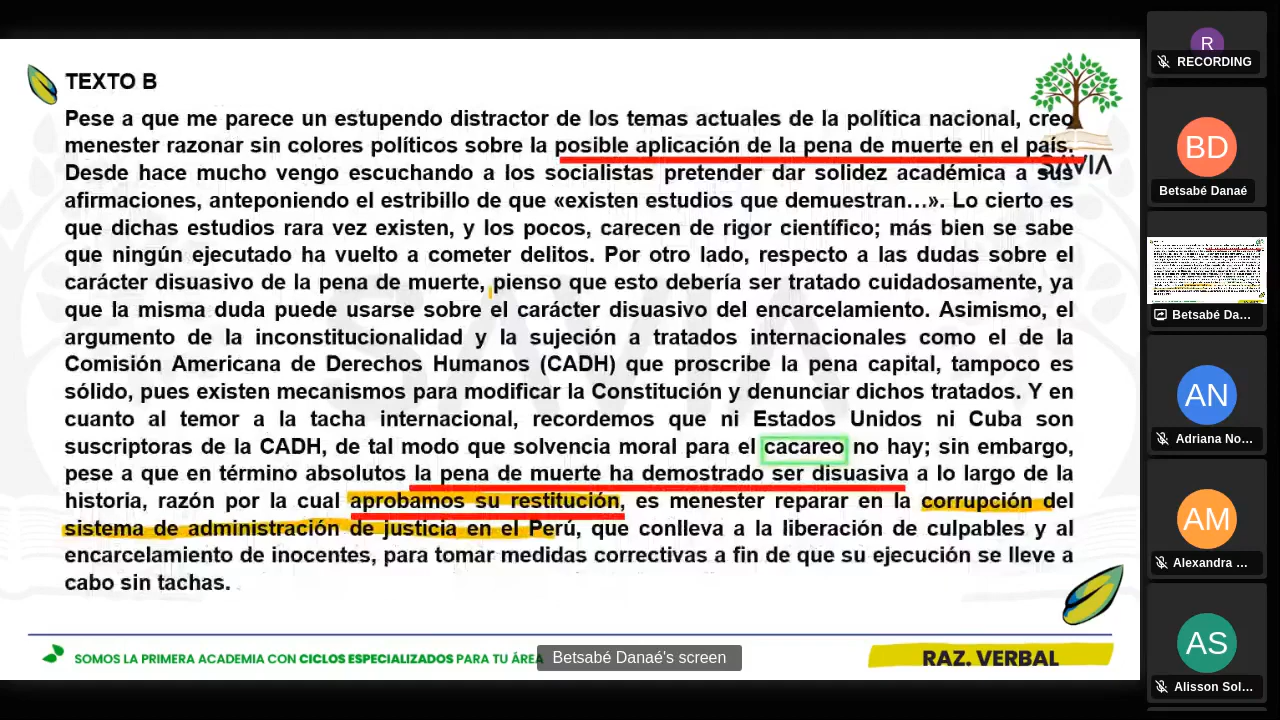 TEXTO B
Pese a que me parece un estupendo distractor de los temas actuales de la política nacional, creo
menester razonar sin colores políticos sobre la posible aplicación de la pena de muerte en el país.
Desde hace mucho vengo escuchando a los socialistas pretender dar solidez académica a sus
afirmaciones, anteponiendo el estribillo de que «existen estudios que demuestran…». Lo cierto es
que dichas estudios rara vez existen, y los pocos, carecen de rigor científico; más bien se sabe
que ningún ejecutado ha vuelto a cometer delitos. Por otro lado, respecto a las dudas sobre el
carácter disuasivo de la pena de muerte, pienso que esto debería ser tratado cuidadosamente, ya
que la misma duda puede usarse sobre el carácter disuasivo del encarcelamiento. Asimismo, el
argumento de la inconstitucionalidad y la sujeción a tratados internacionales como el de la
Comisión Americana de Derechos Humanos (CADH) que proscribe la pena capital, tampoco es
sólido, pues existen mecanismos para modificar la Constitución y denunciar dichos tratados. Y en
cuanto al temor a la tacha internacional, recordemos que ni Estados Unidos ni Cuba son
suscriptoras de la CADH, de tal modo que solvencia moral para el cacareo no hay; sin embargo,
pese a que en término absolutos la pena de muerte ha demostrado ser disuasiva a lo largo de la
historia, razón por la cual aprobamos su restitución, es menester reparar en la corrupción del
sistema de administración de justicia en el Perú, que conlleva a la liberación de culpables y al
encarcelamiento de inocentes, para tomar medidas correctivas a fin de que su ejecución se lleve a
cabo sin tachas.
SAVIA
SOMOS LA PRIMERA ACADEMIA CON CICLOS ESPECIALIZADOS PARA TU ÁREA
Betsabé Danaé's screen
RAZ. VERBAL
R
RECORDING
BD
Betsabé Danaé
Betsabé Da...
AN
Adriana No...
AM
Alexandra ...
AS
Alisson Sol...